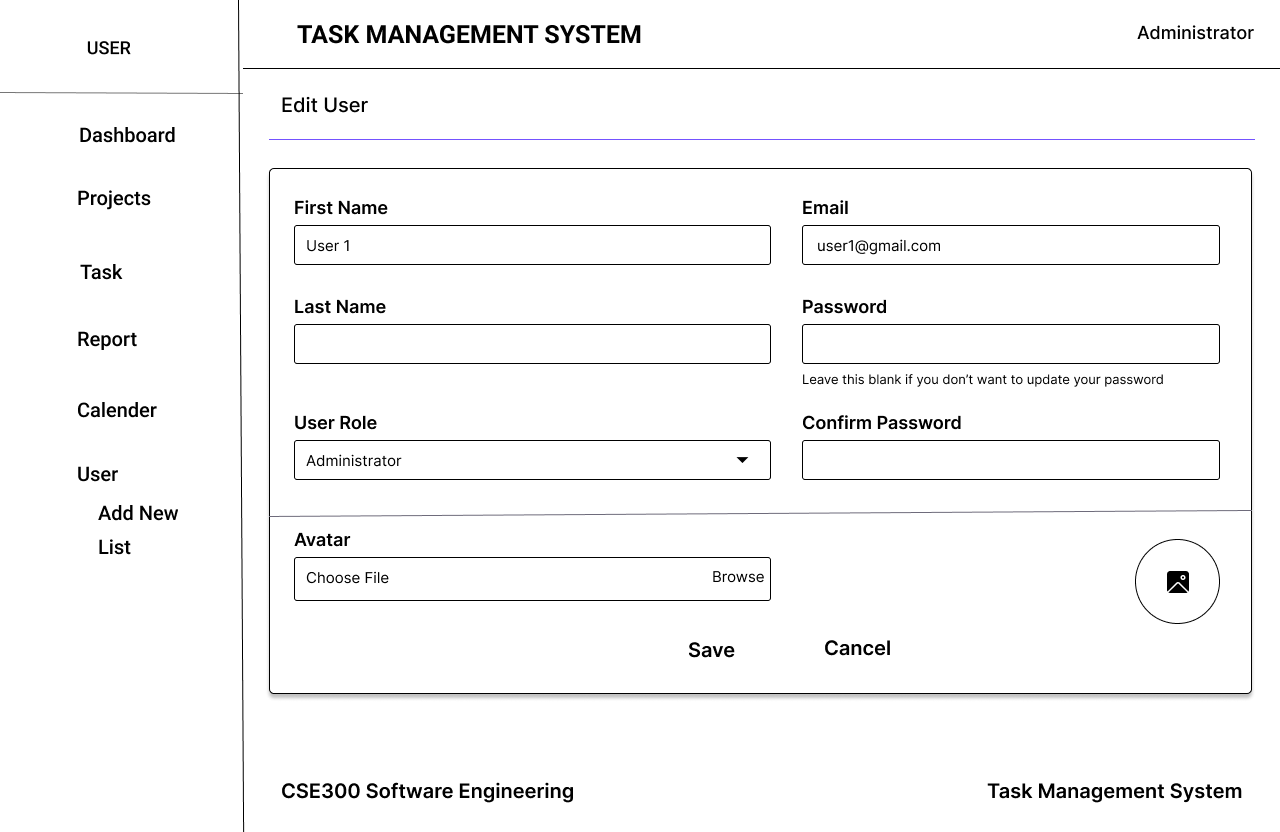 USER
Dashboard
Projects
Task
Report
Calender
User
Add New
List
TASK MANAGEMENT SYSTEM
Administrator
Edit User
First Name
User 1
Email
user1@gmail.com
Last Name
Password
Leave this blank if you don’t want to update your password
User Role
Administrator
Confirm Password
Avatar
Choose File
Browse
Save
Cancel
CSE300 Software Engineering
Task Management System